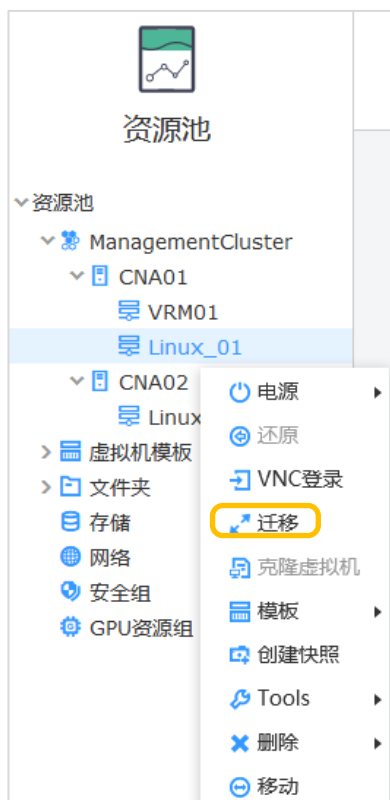 资源池
资源池
ManagementCluster
CNA01
VRM01
Linux_01
CNA02
Linux
虚拟机模板
文件夹
存储
网络
安全组
GPU资源组
电源
还原
VNC登录
迁移
克隆虚拟机
模板
创建快照
Tools
删除
移动